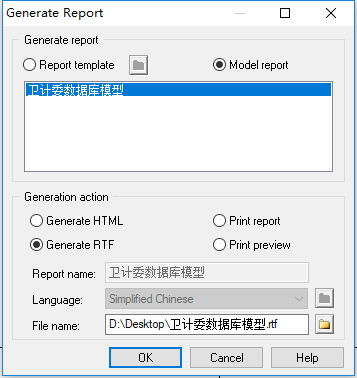 Generate Report
Generate report
Report template
Model report
卫计委数据库模型
Generation action
Generate HTML
Print report
Generate RTF
Print preview
Report name: 卫计委数据库模型
Language: Simplified Chinese
File name: D:\Desktop\卫计委数据库模型.rtf
OK Cancel Help